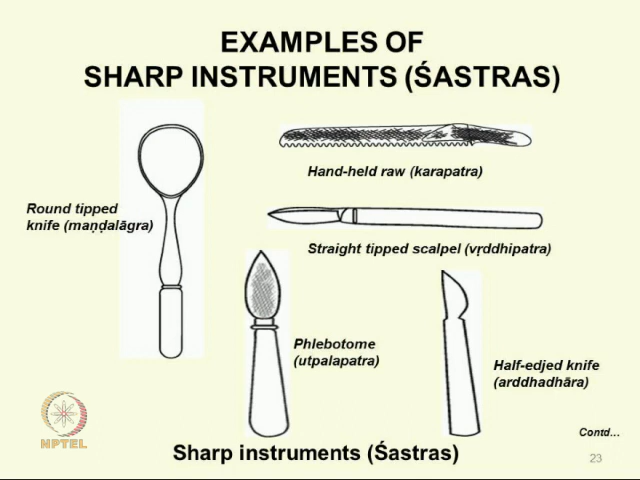 EXAMPLES OF
SHARP INSTRUMENTS (ŚASTRAS)
Hand-held raw (karapatra)
Round tipped
knife (maṇḍalāgra)
Straight tipped scalpel (vṛddhipatra)
Phlebotome
(utpalapatra)
Half-edjed knife
(arddhadhāra)
Contd...
NPTEL
Sharp instruments (Śastras)
23